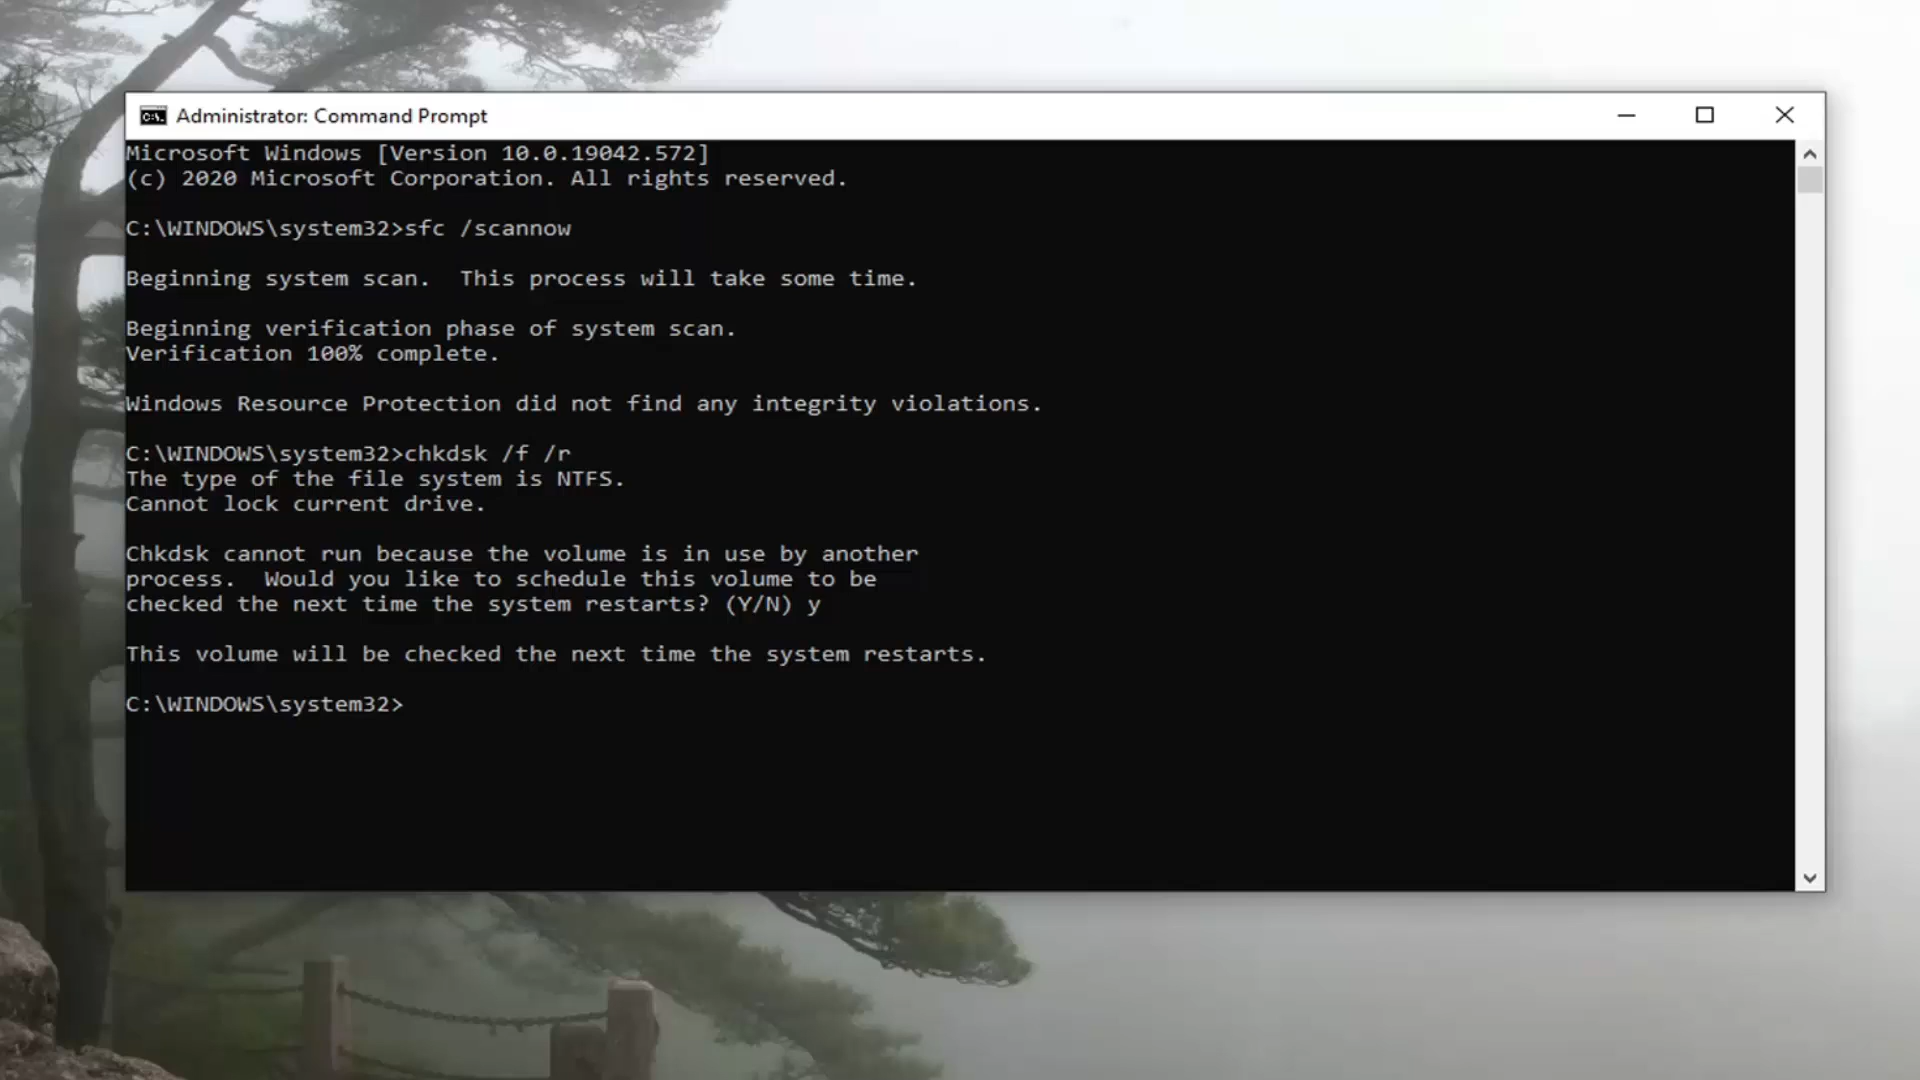 Administrator: Command Prompt
Microsoft Windows [Version 10.0.19042.572]
(c) 2020 Microsoft Corporation. All rights reserved.
C:\WINDOWS\system32>sfc /scannow
Beginning system scan.  This process will take some time.
Beginning verification phase of system scan.
Verification 100% complete.
Windows Resource Protection did not find any integrity violations.
C:\WINDOWS\system32>chkdsk /f /r
The type of the file system is NTFS.
Cannot lock current drive.
Chkdsk cannot run because the volume is in use by another
process.  Would you like to schedule this volume to be
checked the next time the system restarts? (Y/N) y
This volume will be checked the next time the system restarts.
C:\WINDOWS\system32>